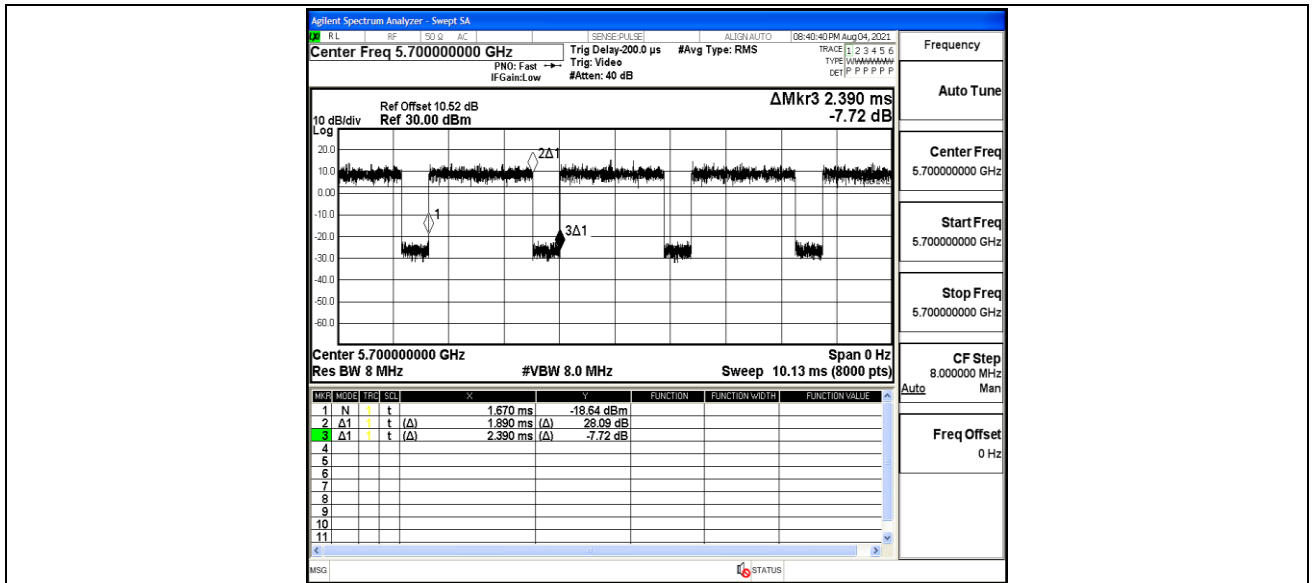 Agilent Spectrum Analyzer - Swept SA
RL RF 50 Ω AC SENSE:PULSE ALIGN AUTO 08:40:40 PM Aug 04, 2021
Center Freq 5.700000000 GHz
PNO: Fast
IFGain:Low
Trig Delay-200.0 µs
Trig: Video
#Atten: 40 dB
#Avg Type: RMS
TRACE 1 2 3 4 5 6
TYPE
DET P P P P P P
Frequency
Ref Offset 10.52 dB
Ref 30.00 dBm
10 dB/div
Log
ΔMkr3 2.390 ms
-7.72 dB
20.0
10.0
0.00
-10.0
-20.0
-30.0
-40.0
-50.0
-60.0
2Δ1
1
3Δ1
Center 5.700000000 GHz Span 0 Hz
Res BW 8 MHz #VBW 8.0 MHz Sweep 10.13 ms (8000 pts)
MKR MODE TRC SCL X Y FUNCTION FUNCTION WIDTH FUNCTION VALUE
1 N 1 t 1.670 ms -18.64 dBm
2 Δ1 1 t (Δ) 1.890 ms (Δ) 28.09 dB
3 Δ1 1 t (Δ) 2.390 ms (Δ) -7.72 dB
4
5
6
7
8
9
10
11
MSG STATUS
Auto Tune
Center Freq
5.700000000 GHz
Start Freq
5.700000000 GHz
Stop Freq
5.700000000 GHz
CF Step
8.000000 MHz
Auto Man
Freq Offset
0 Hz